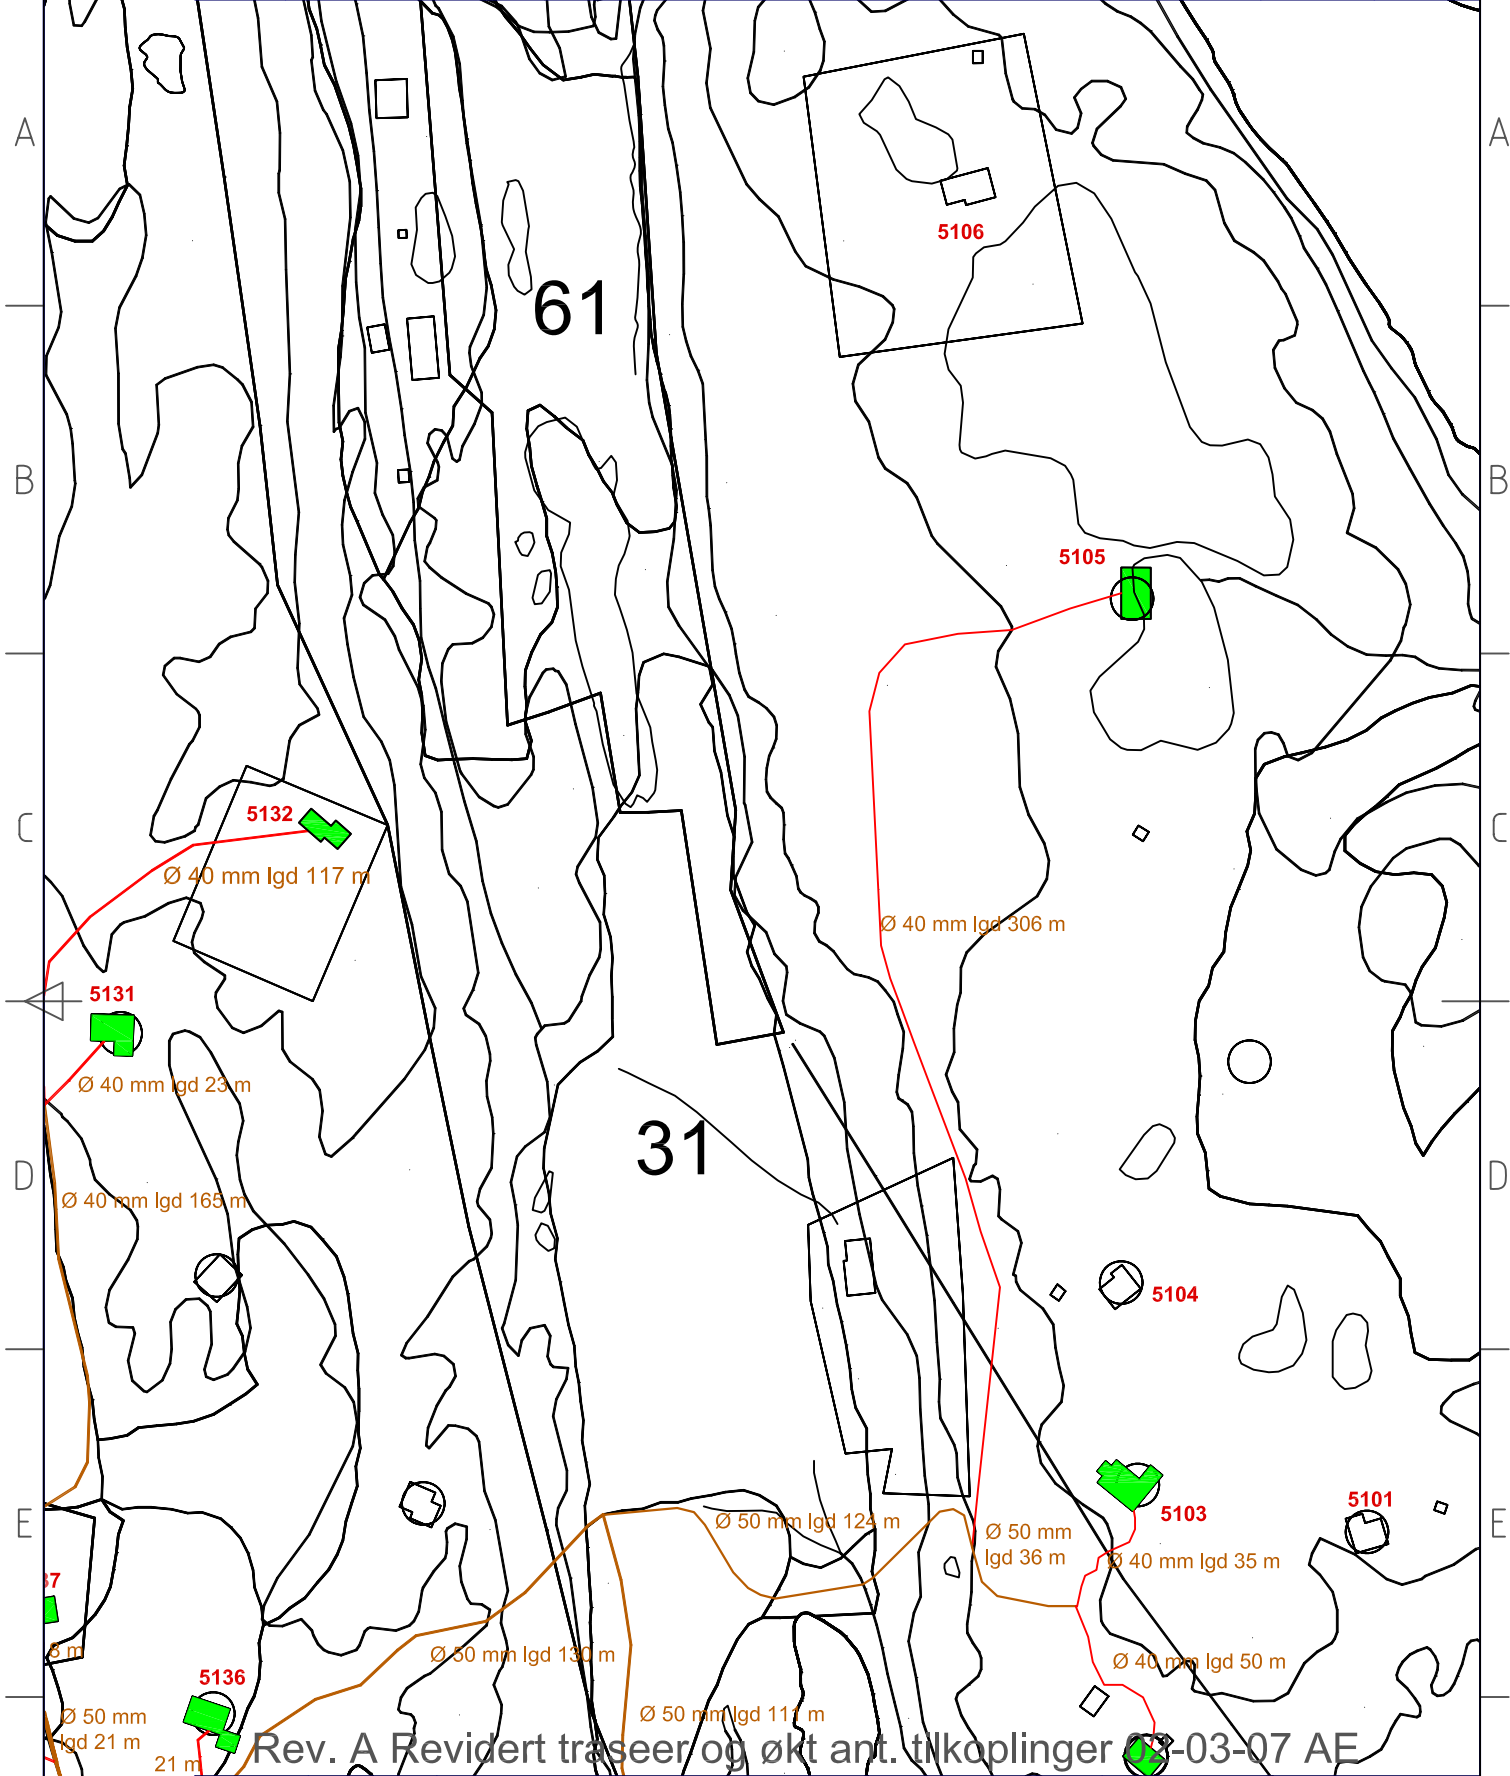 A
A
5106
61
B
B
5105
5132
C
C
Ø 40 mm lgd 117 m
Ø 40 mm lgd 306 m
5131
Ø 40 mm lgd 23 m
31
D
D
Ø 40 mm lgd 165 m
5104
5101
5103
E
E
Ø 50 mm lgd 124 m
Ø 50 mm
lgd 36 m
Ø 40 mm lgd 35 m
37
8 m
Ø 50 mm lgd 130 m
Ø 40 mm lgd 50 m
5136
Ø 50 mm
lgd 21 m
Ø 50 mm lgd 111 m
21 m
Rev. A Revidert traseer og økt ant. tilkoplinger 02-03-07 AE